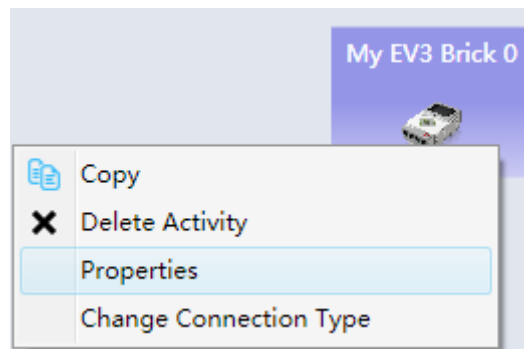 My EV3 Brick 0
Copy
Delete Activity
Properties
Change Connection Type